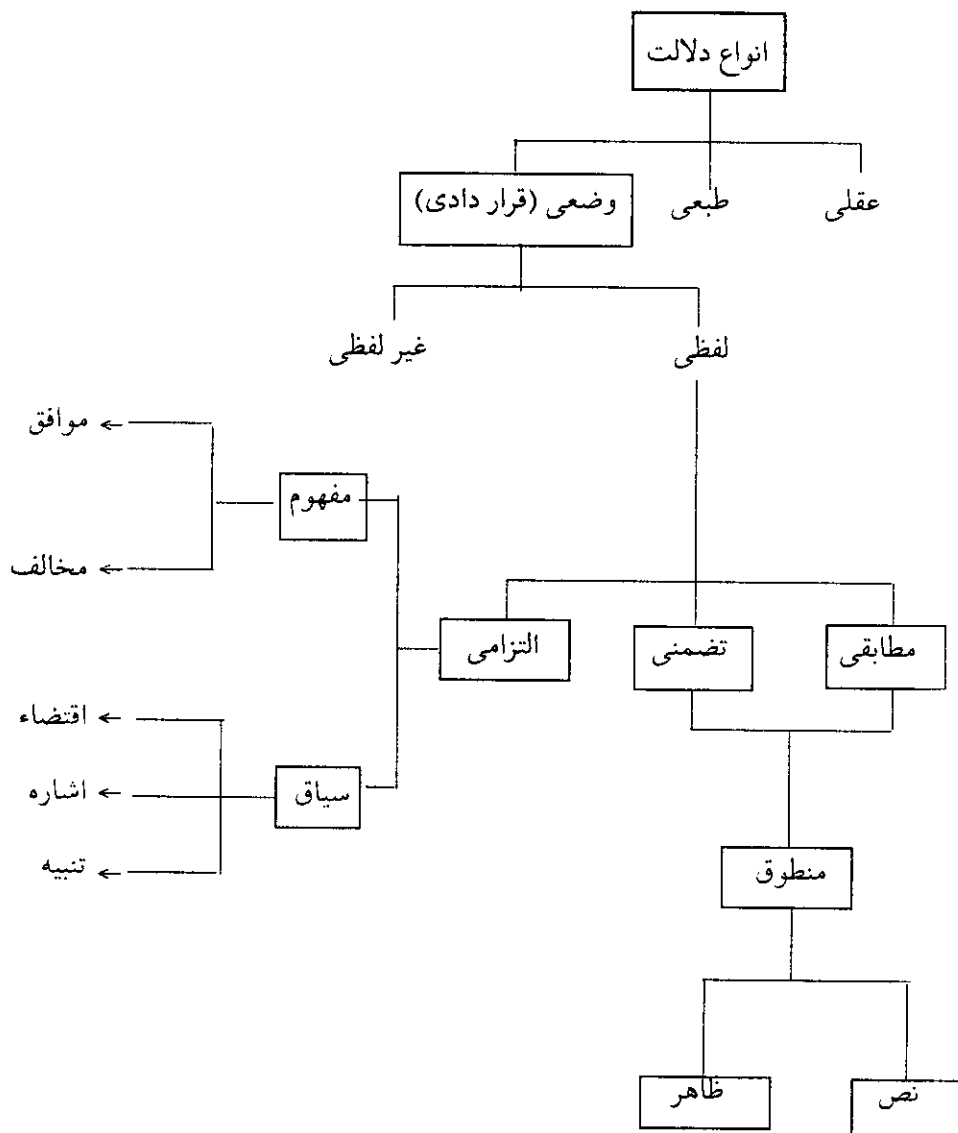 انواع دلالت
عقلی
طبعی
وضعی (قرار دادی)
لفظی
غیر لفظی
موافق
مفهوم
مخالف
مطابقی
تضمنی
التزامی
اقتضاء
سیاق
اشاره
تنبیه
منطوق
نص
ظاهر